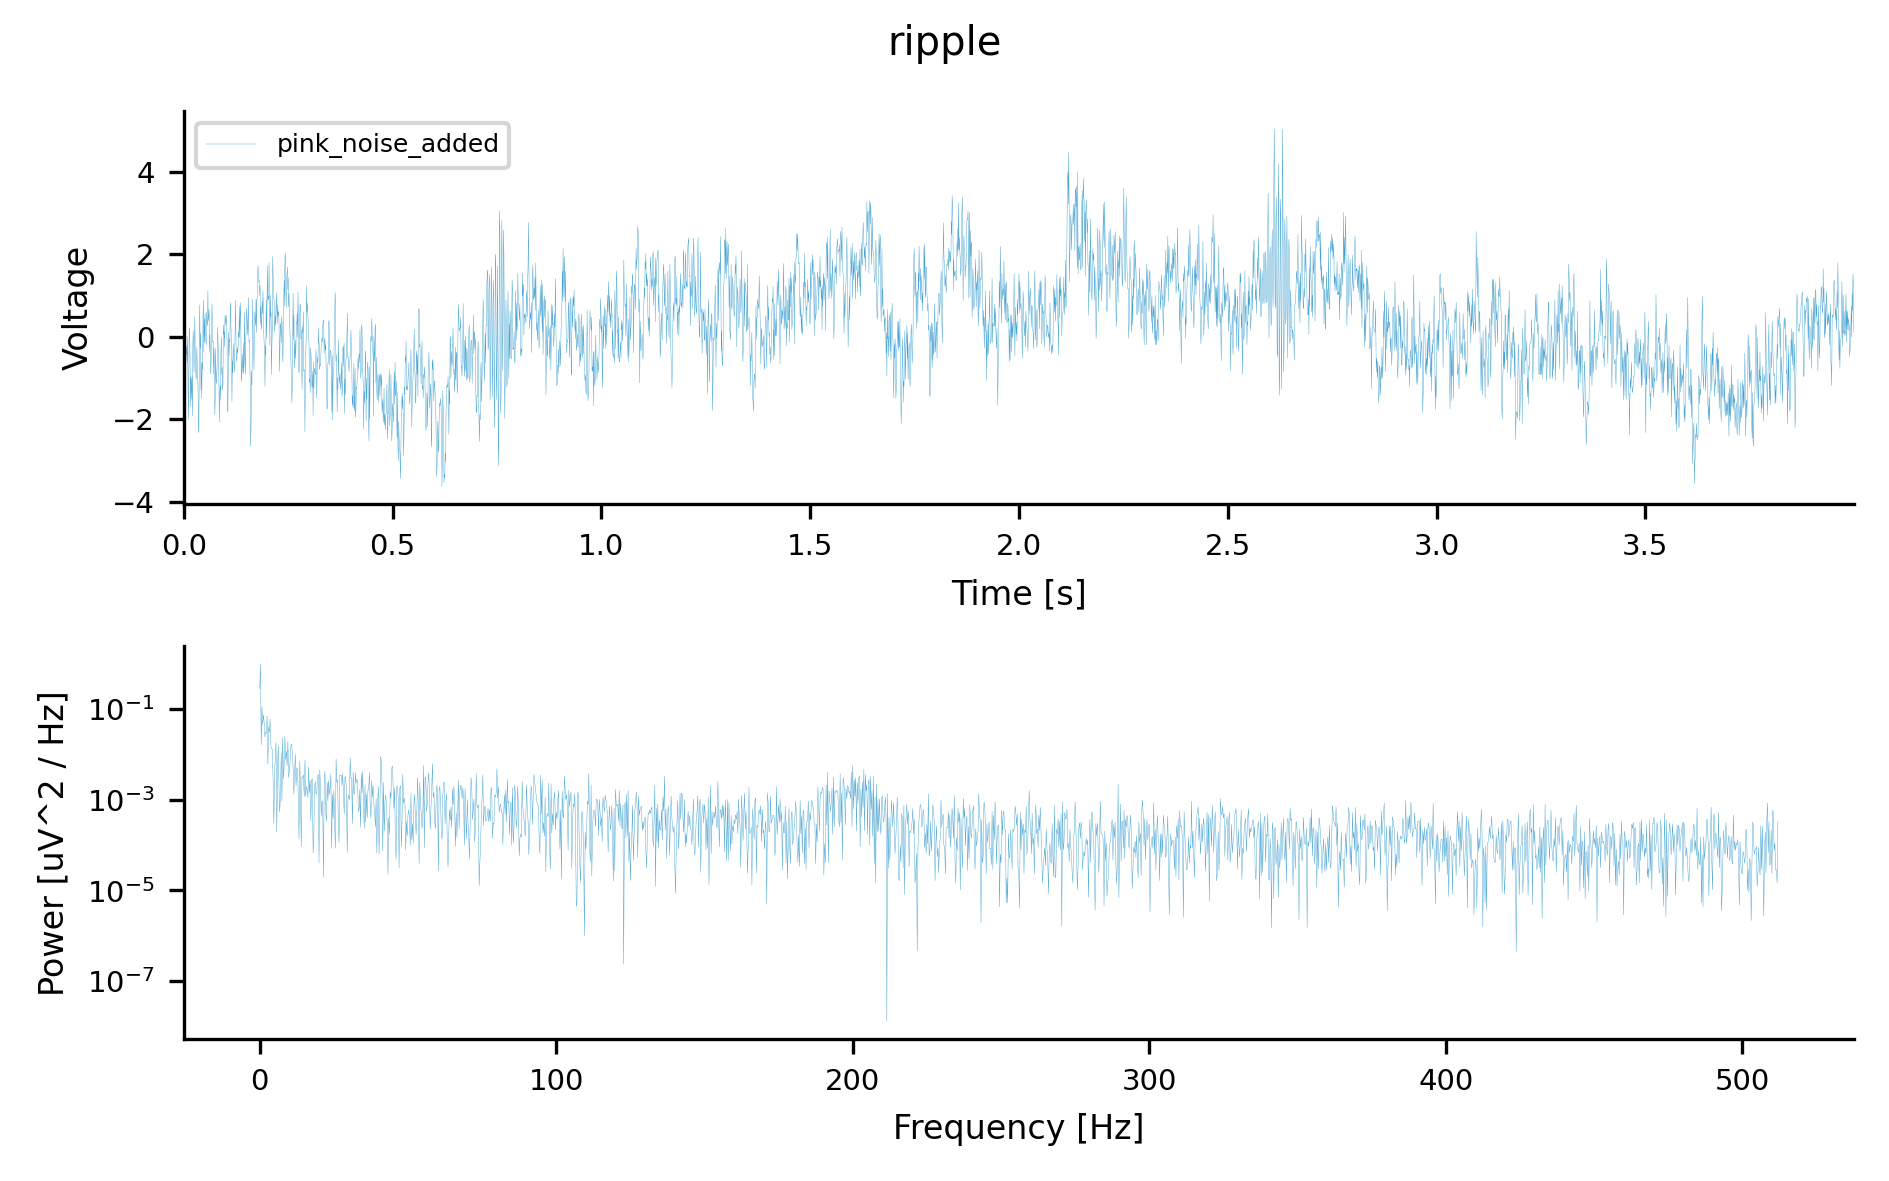 ripple
pink_noise_added
Voltage
4
2
0
−2
−4
0.0 0.5 1.0 1.5 2.0 2.5 3.0 3.5
Time [s]
Power [uV^2 / Hz]
10⁻¹
10⁻³
10⁻⁵
10⁻⁷
0 100 200 300 400 500
Frequency [Hz]